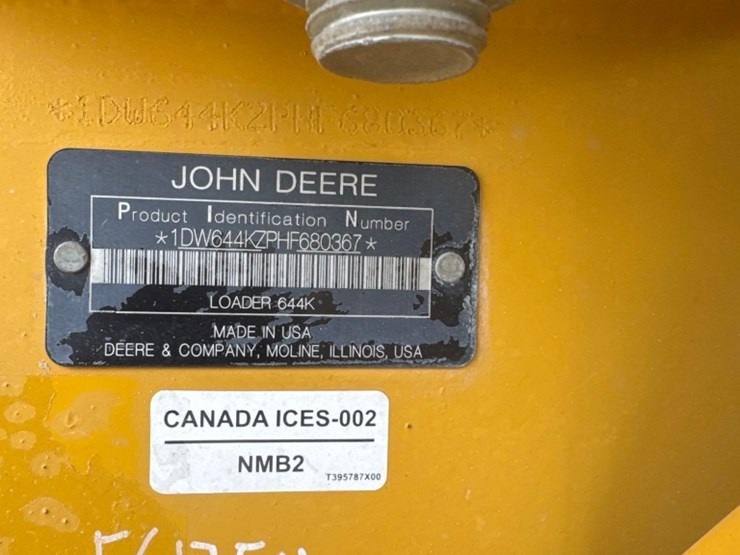 *1DW644KZPHF680367*
JOHN DEERE
Product Identification Number
*1DW644KZPHF680367*
LOADER 644K
MADE IN USA
DEERE & COMPANY, MOLINE, ILLINOIS, USA
CANADA ICES-002
NMB2
T395787X00